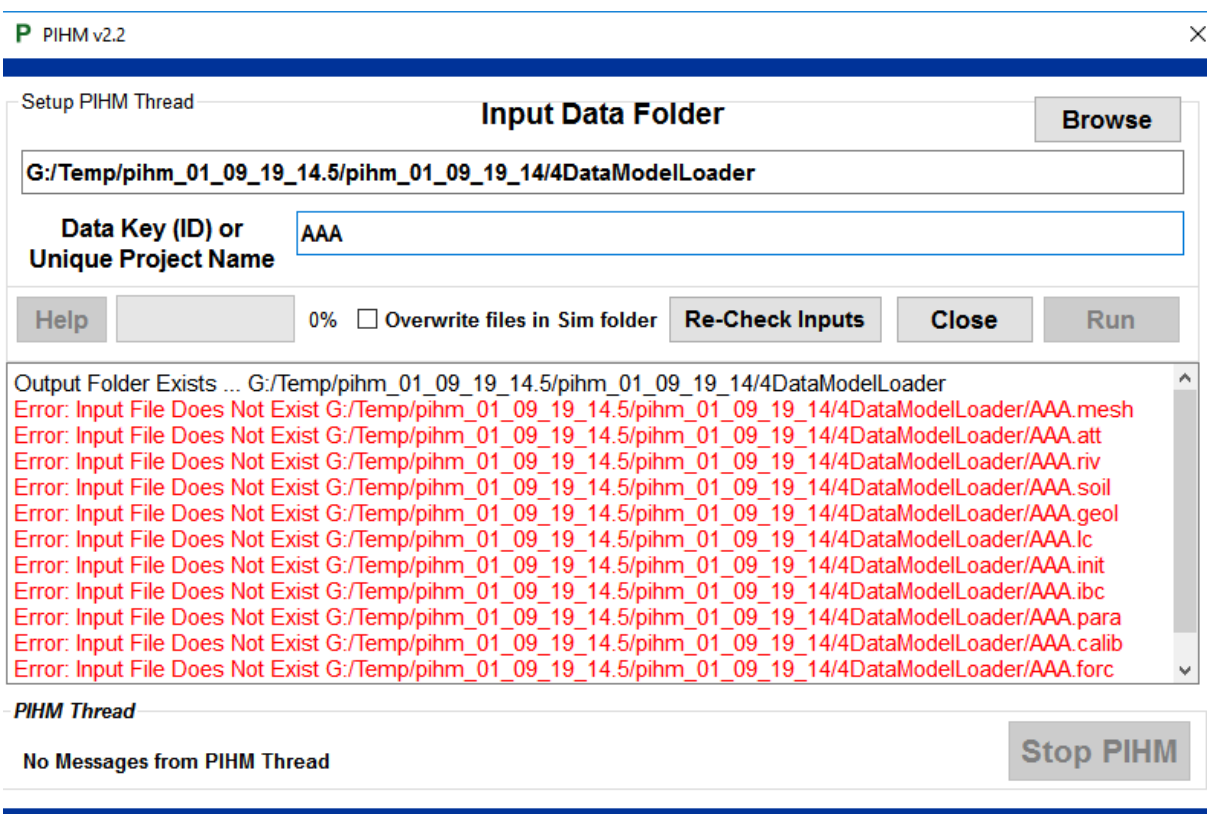 P PIHM v2.2
Setup PIHM Thread
Input Data Folder
Browse
G:/Temp/pihm_01_09_19_14.5/pihm_01_09_19_14/4DataModelLoader
Data Key (ID) or
Unique Project Name
AAA
Help
0%
Overwrite files in Sim folder
Re-Check Inputs
Close
Run
Output Folder Exists ... G:/Temp/pihm_01_09_19_14.5/pihm_01_09_19_14/4DataModelLoader
Error: Input File Does Not Exist G:/Temp/pihm_01_09_19_14.5/pihm_01_09_19_14/4DataModelLoader/AAA.mesh
Error: Input File Does Not Exist G:/Temp/pihm_01_09_19_14.5/pihm_01_09_19_14/4DataModelLoader/AAA.att
Error: Input File Does Not Exist G:/Temp/pihm_01_09_19_14.5/pihm_01_09_19_14/4DataModelLoader/AAA.riv
Error: Input File Does Not Exist G:/Temp/pihm_01_09_19_14.5/pihm_01_09_19_14/4DataModelLoader/AAA.soil
Error: Input File Does Not Exist G:/Temp/pihm_01_09_19_14.5/pihm_01_09_19_14/4DataModelLoader/AAA.geol
Error: Input File Does Not Exist G:/Temp/pihm_01_09_19_14.5/pihm_01_09_19_14/4DataModelLoader/AAA.lc
Error: Input File Does Not Exist G:/Temp/pihm_01_09_19_14.5/pihm_01_09_19_14/4DataModelLoader/AAA.init
Error: Input File Does Not Exist G:/Temp/pihm_01_09_19_14.5/pihm_01_09_19_14/4DataModelLoader/AAA.ibc
Error: Input File Does Not Exist G:/Temp/pihm_01_09_19_14.5/pihm_01_09_19_14/4DataModelLoader/AAA.para
Error: Input File Does Not Exist G:/Temp/pihm_01_09_19_14.5/pihm_01_09_19_14/4DataModelLoader/AAA.calib
Error: Input File Does Not Exist G:/Temp/pihm_01_09_19_14.5/pihm_01_09_19_14/4DataModelLoader/AAA.forc
PIHM Thread
No Messages from PIHM Thread
Stop PIHM